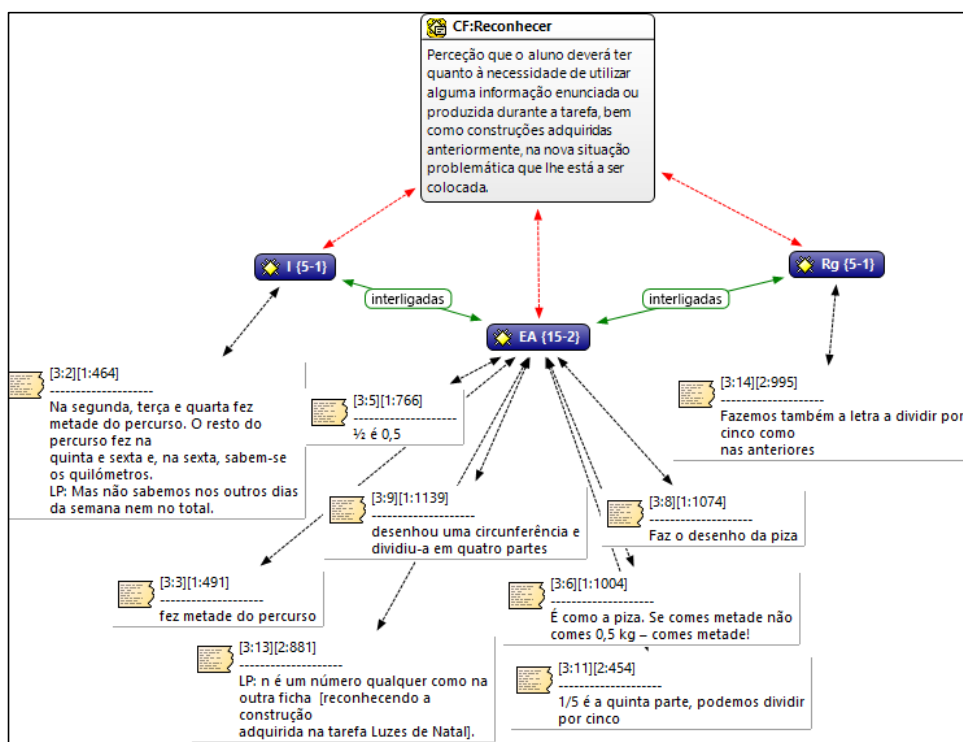 CF:Reconhecer
Perceção que o aluno deverá ter
quanto à necessidade de utilizar
alguma informação enunciada ou
produzida durante a tarefa, bem
como construções adquiridas
anteriormente, na nova situação
problemática que lhe está a ser
colocada.
I {5-1}
Rg {5-1}
interligadas
interligadas
EA {15-2}
[3:2][1:464]
--------------------
Na segunda, terça e quarta fez
metade do percurso. O resto do
percurso fez na
quinta e sexta e, na sexta, sabem-se
os quilómetros.
LP: Mas não sabemos nos outros dias
da semana nem no total.
[3:5][1:766]
--------------------
½ é 0,5
[3:14][2:995]
--------------------
Fazemos também a letra a dividir por
cinco como
nas anteriores
[3:9][1:1139]
--------------------
desenhou uma circunferência e
dividiu-a em quatro partes
[3:8][1:1074]
--------------------
Faz o desenho da piza
[3:3][1:491]
--------------------
fez metade do percurso
[3:6][1:1004]
--------------------
É como a piza. Se comes metade não
comes 0,5 kg – comes metade!
[3:13][2:881]
--------------------
LP: n é um número qualquer como na
outra ficha [reconhecendo a
construção
adquirida na tarefa Luzes de Natal].
[3:11][2:454]
--------------------
1/5 é a quinta parte, podemos dividir
por cinco